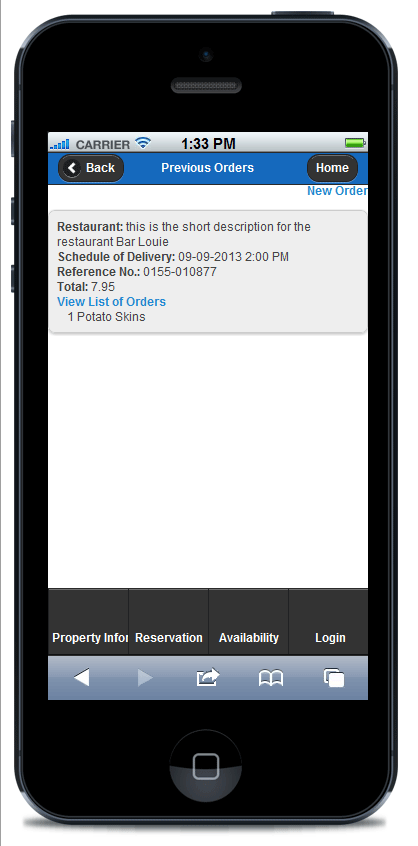 CARRIER 1:33 PM
Back Previous Orders Home
New Order
Restaurant: this is the short description for the
restaurant Bar Louie
Schedule of Delivery: 09-09-2013 2:00 PM
Reference No.: 0155-010877
Total: 7.95
View List of Orders
1 Potato Skins
Property Infor Reservation Availability Login